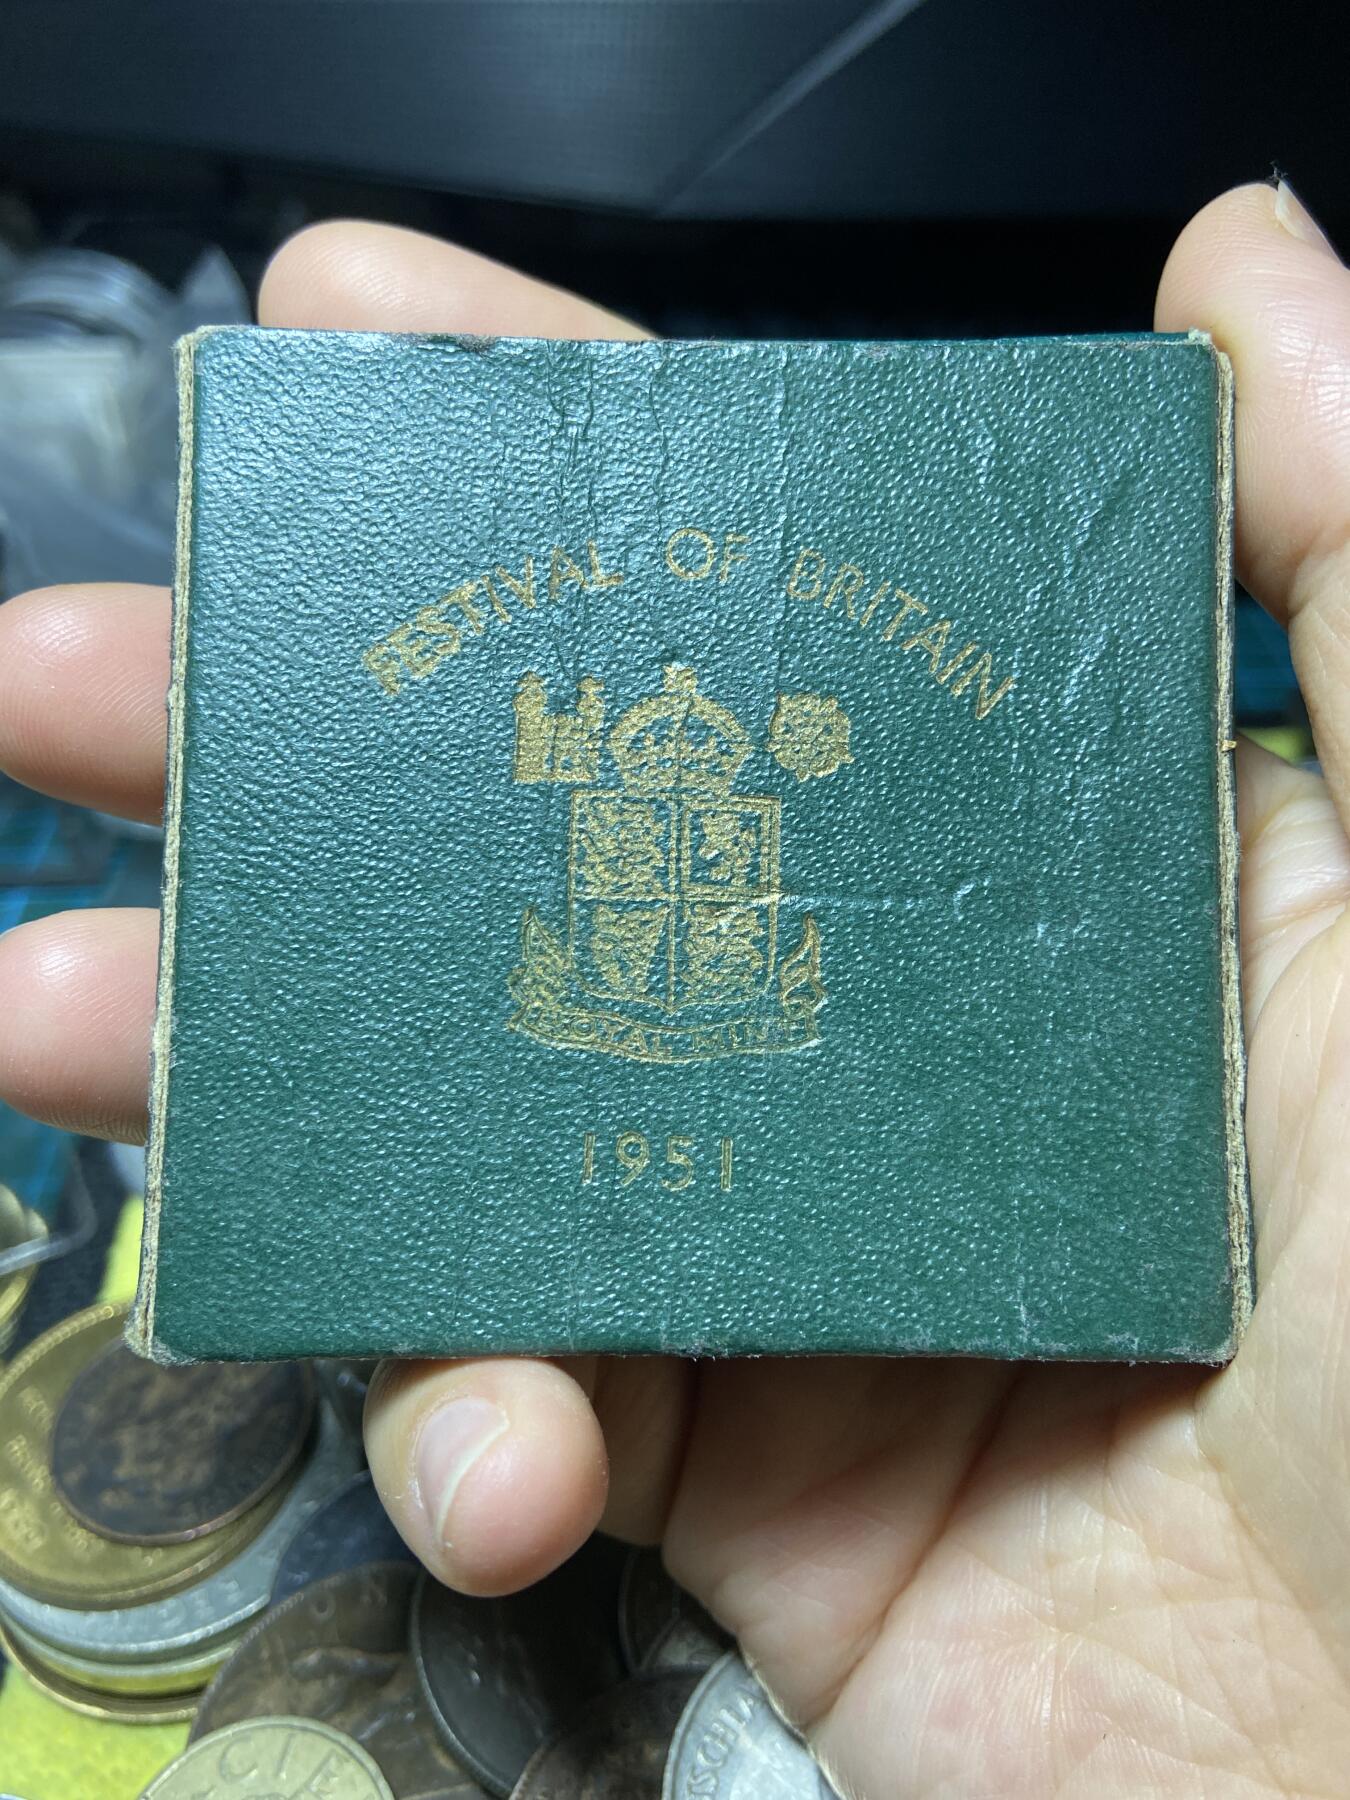 FESTIVAL OF BRITAIN
ROYAL MINT
1951